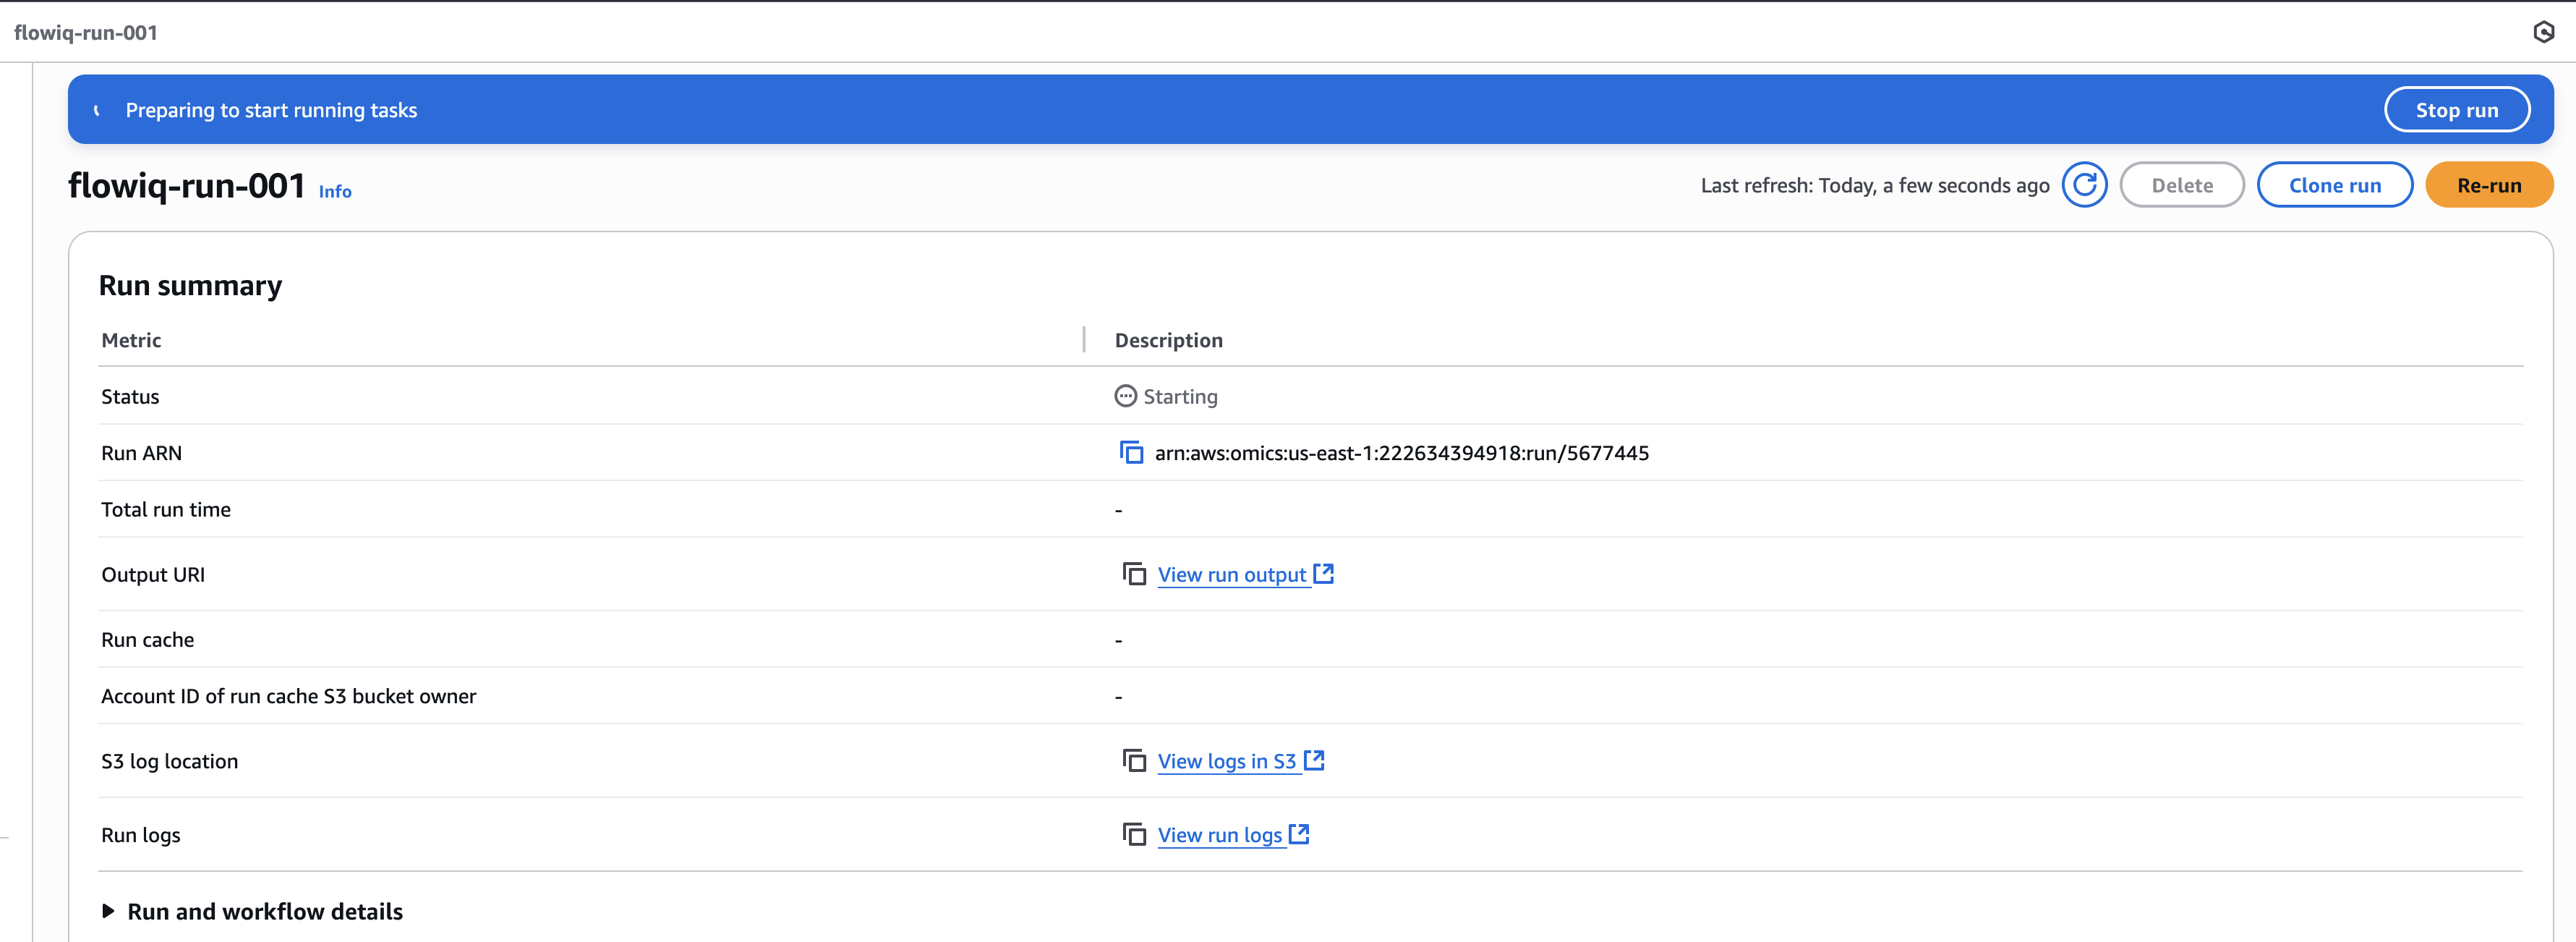 flowiq-run-001
Preparing to start running tasks
Stop run
flowiq-run-001 Info
Last refresh: Today, a few seconds ago
Delete
Clone run
Re-run
Run summary
Metric Description
Status Starting
Run ARN arn:aws:omics:us-east-1:222634394918:run/5677445
Total run time -
Output URI View run output
Run cache -
Account ID of run cache S3 bucket owner -
S3 log location View logs in S3
Run logs View run logs
Run and workflow details